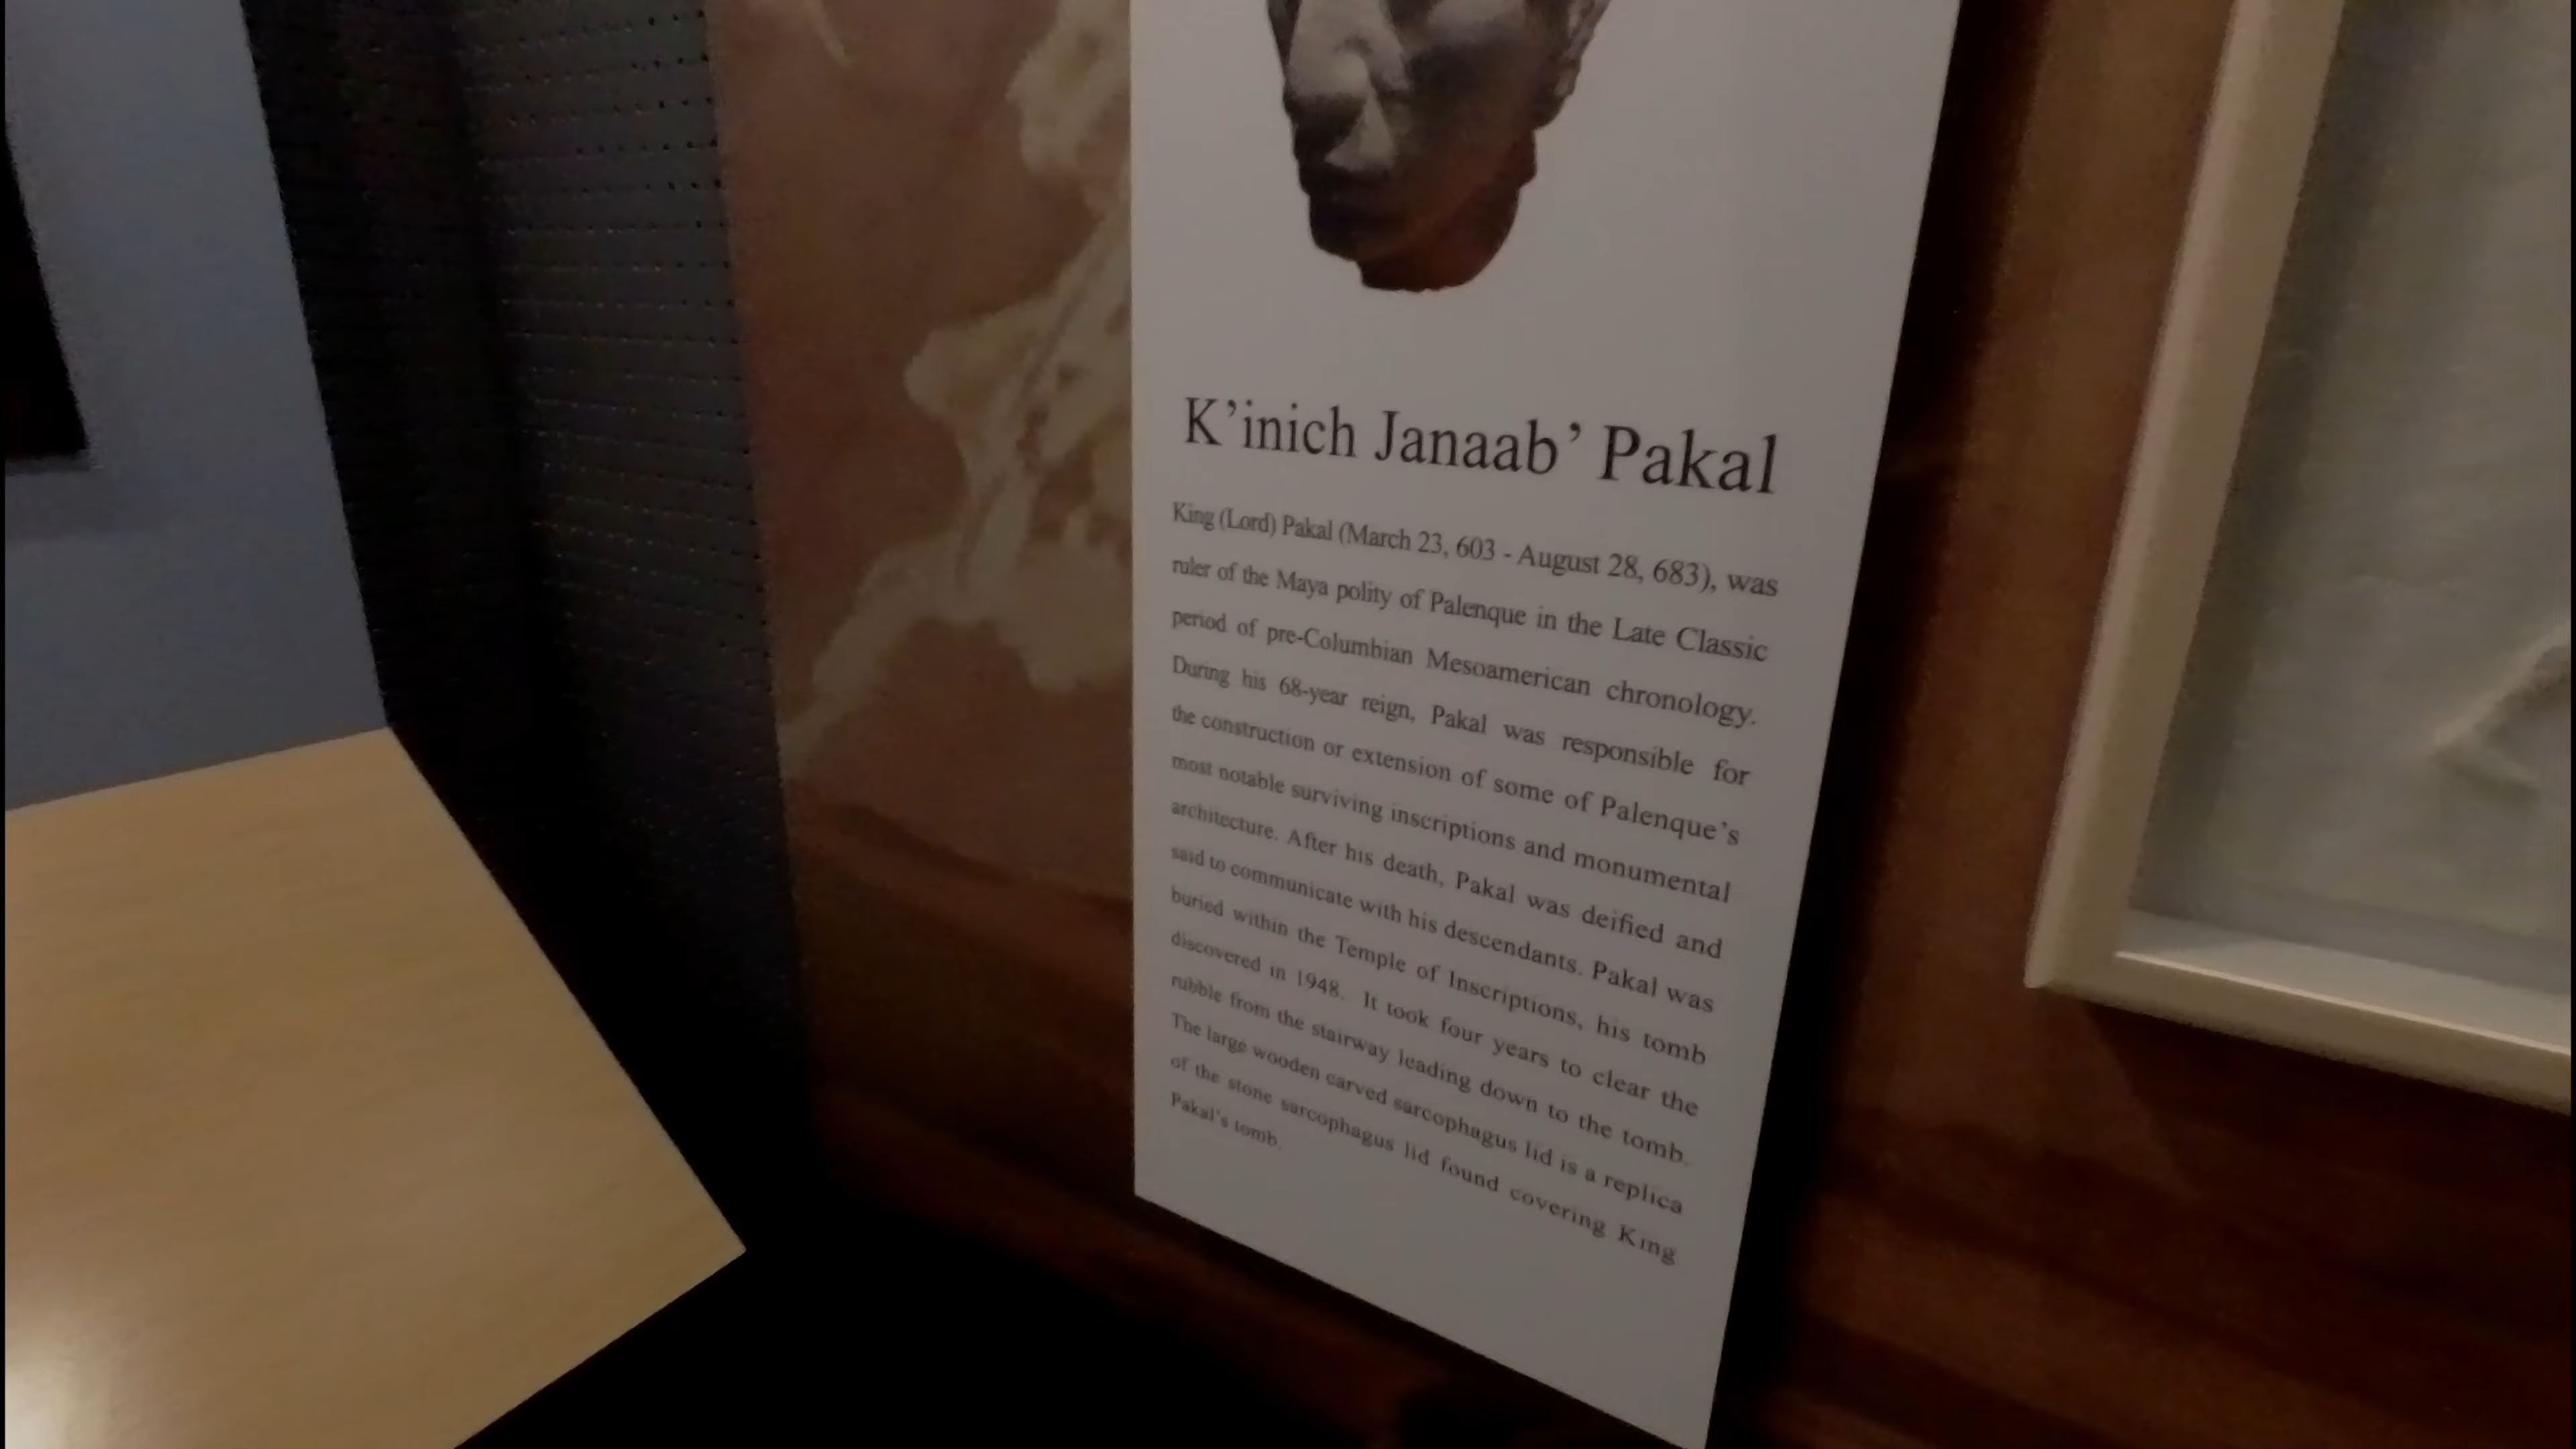 K’inich Janaab’ Pakal
King (Lord) Pakal (March 23, 603 - August 28, 683), was
ruler of the Maya polity of Palenque in the Late Classic
period of pre-Columbian Mesoamerican chronology.
During his 68-year reign, Pakal was responsible for
the construction or extension of some of Palenque’s
most notable surviving inscriptions and monumental
architecture. After his death, Pakal was deified and
said to communicate with his descendants. Pakal was
buried within the Temple of Inscriptions, his tomb
discovered in 1948. It took four years to clear the
rubble from the stairway leading down to the tomb.
The large wooden carved sarcophagus lid is a replica
of the stone sarcophagus lid found covering King
Pakal’s tomb.